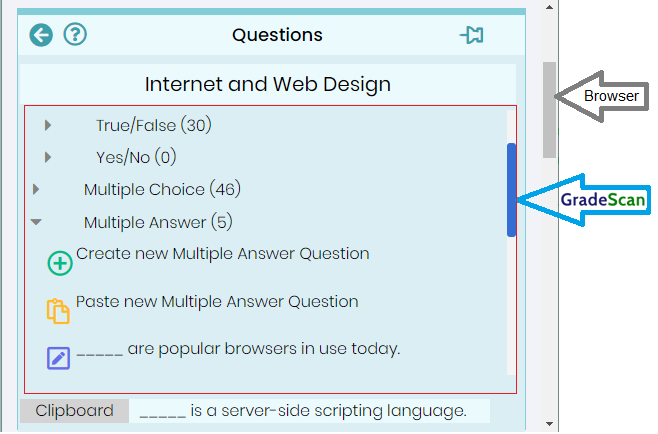 Questions
Internet and Web Design
True/False (30)
Yes/No (0)
Multiple Choice (46)
Multiple Answer (5)
Create new Multiple Answer Question
Paste new Multiple Answer Question
_____ are popular browsers in use today.
Clipboard _____ is a server-side scripting language.
Browser
GradeScan